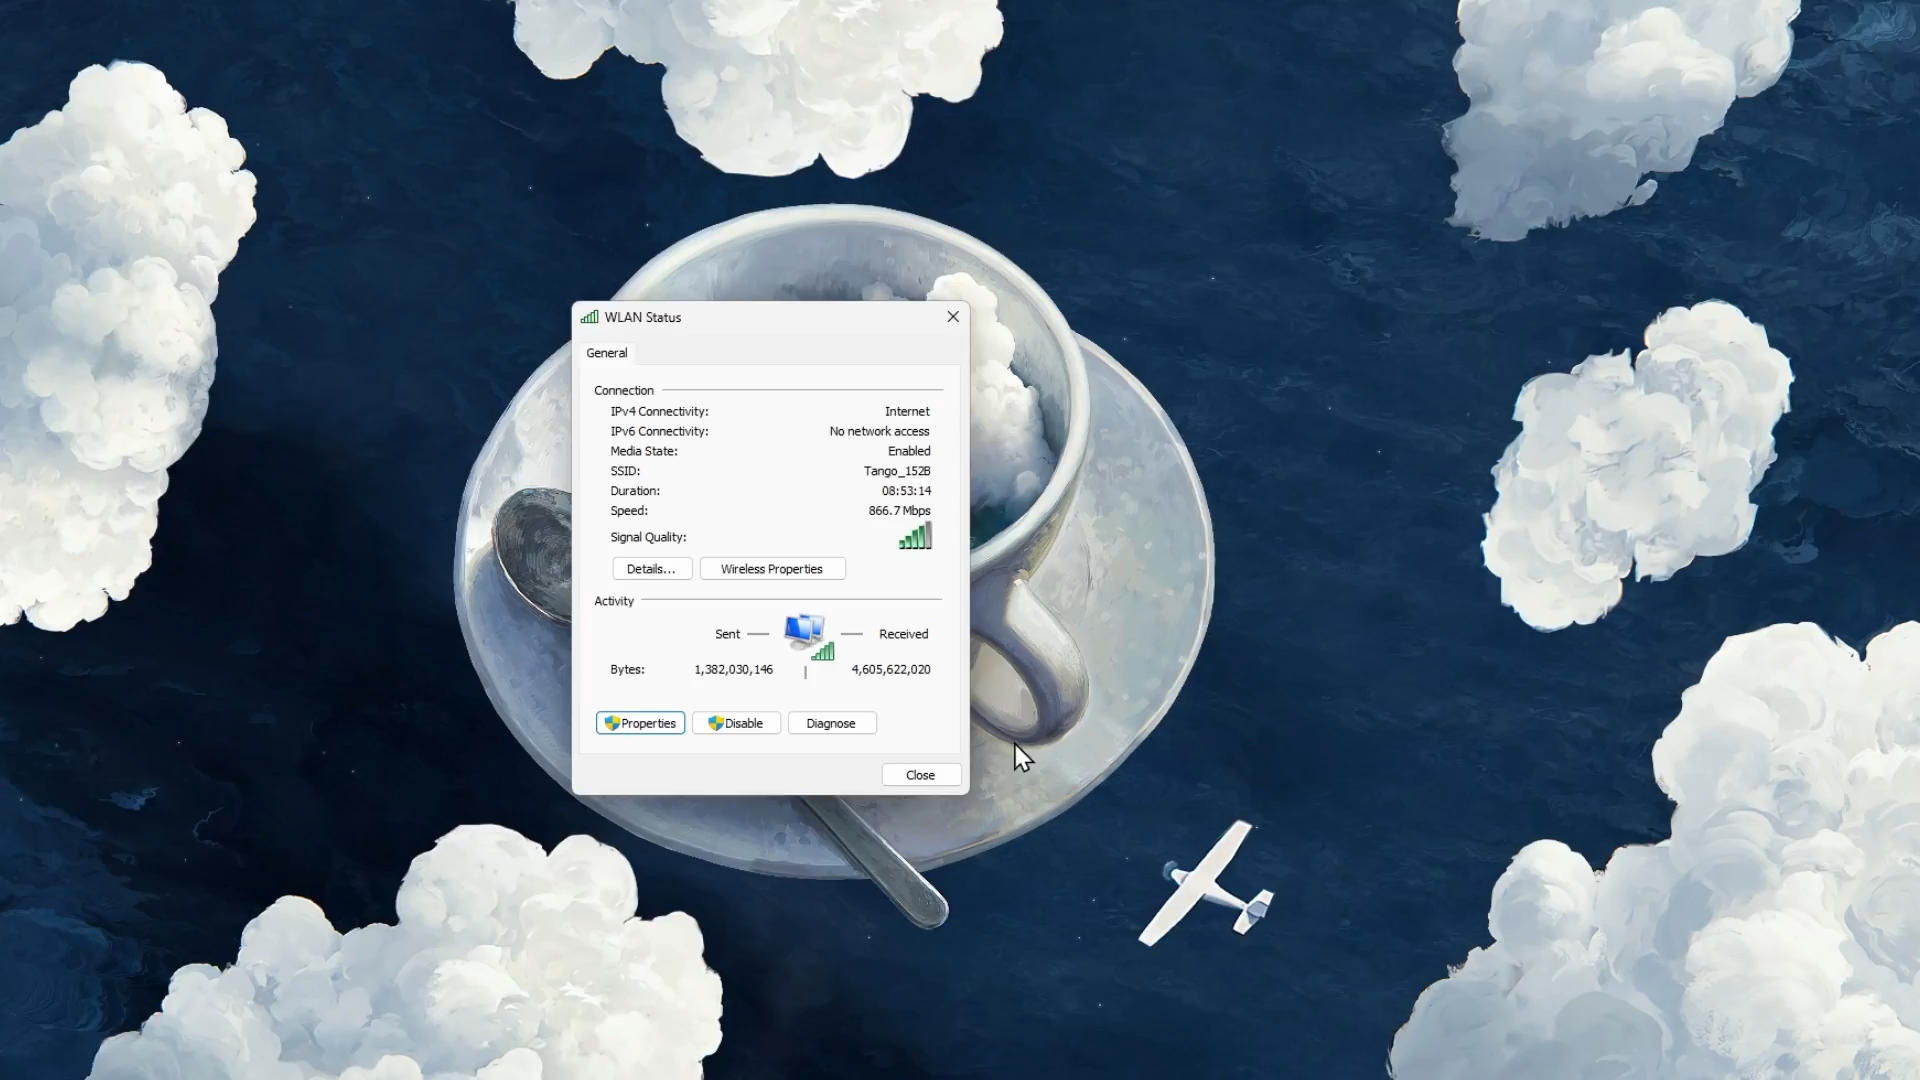 WLAN Status
General
Connection
IPv4 Connectivity: Internet
IPv6 Connectivity: No network access
Media State: Enabled
SSID: Tango_152B
Duration: 08:53:14
Speed: 866.7 Mbps
Signal Quality:
Details... Wireless Properties
Activity
Sent Received
Bytes: 1,382,030,146 4,605,622,020
Properties Disable Diagnose
Close